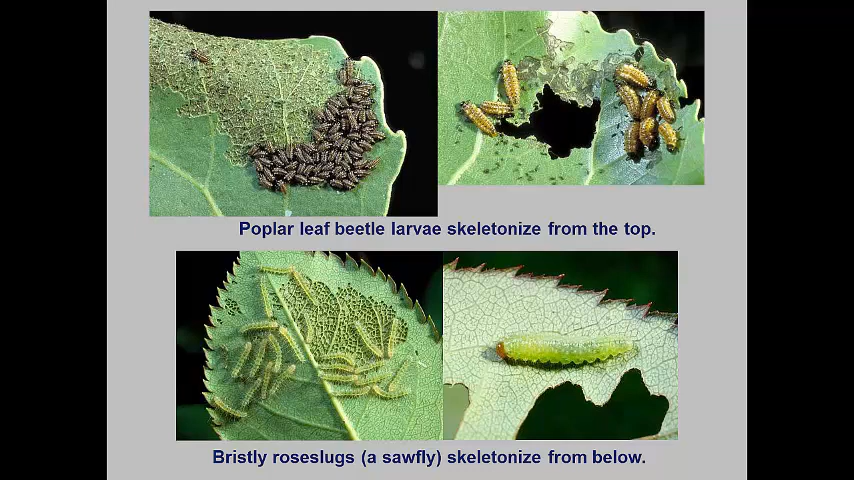 Poplar leaf beetle larvae skeletonize from the top.
Bristly roseslugs (a sawfly) skeletonize from below.